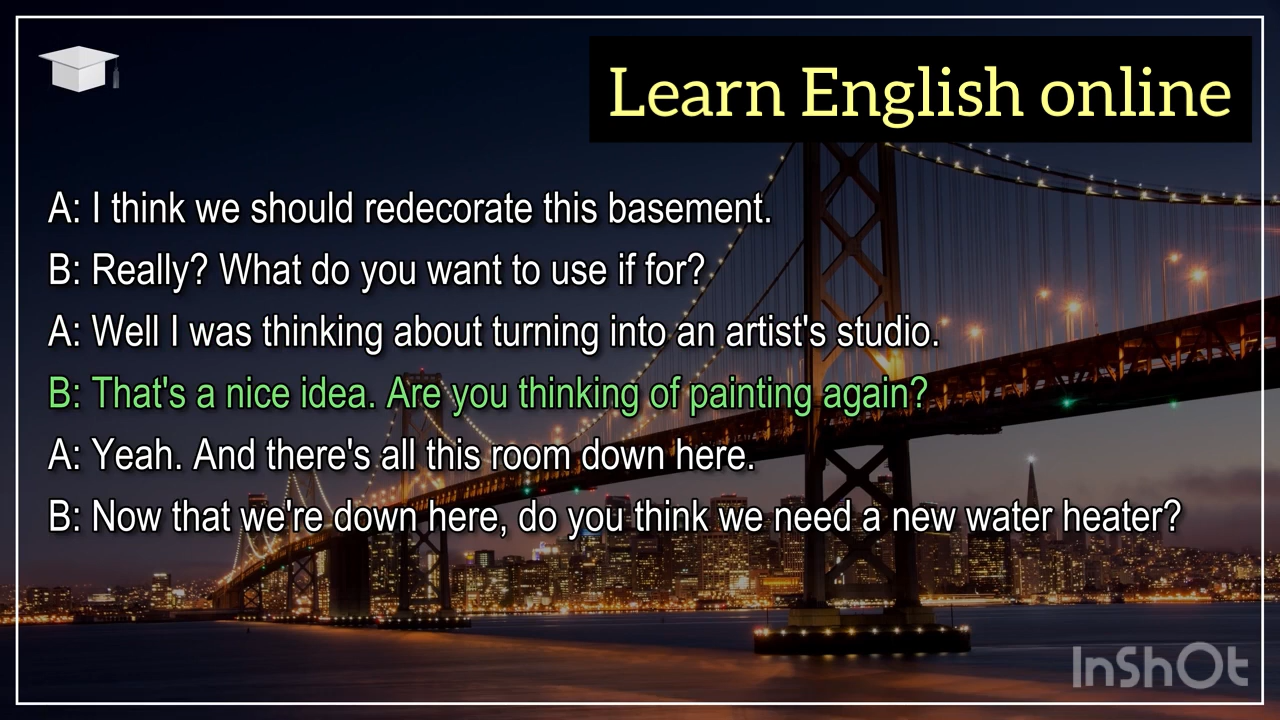 Learn English online
A: I think we should redecorate this basement.
B: Really? What do you want to use if for?
A: Well I was thinking about turning into an artist's studio.
B: That's a nice idea. Are you thinking of painting again?
A: Yeah. And there's all this room down here.
B: Now that we're down here, do you think we need a new water heater?
InShOt